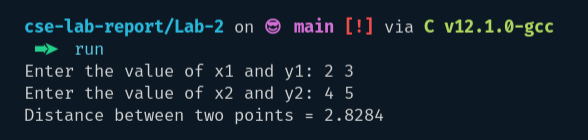 cse-lab-report/Lab-2 on 😎 main [!] via C v12.1.0-gcc
➡ run
Enter the value of x1 and y1: 2 3
Enter the value of x2 and y2: 4 5
Distance between two points = 2.8284